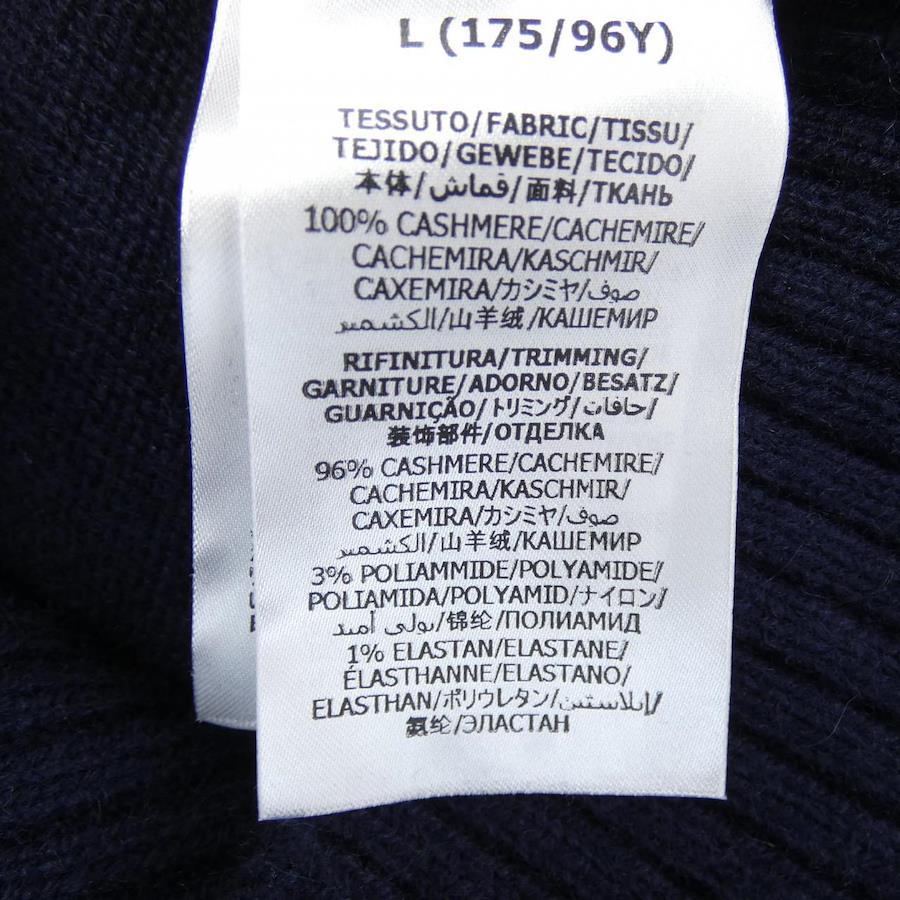 L (175/96Y)
TESSUTO/FABRIC/TISSU/
TEJIDO/GEWEBE/TECIDO/
本体/قماش/面料/ТКАНЬ
100% CASHMERE/CACHEMIRE/
CACHEMIRA/KASCHMIR/
CAXEMIRA/カシミヤ/صوف
الكشمير/山羊绒/КАШЕМИР
RIFINITURA/TRIMMING/
GARNITURE/ADORNO/BESATZ/
GUARNIÇÃO/トリミング/حافات/
装饰部件/ОТДЕЛКА
96% CASHMERE/CACHEMIRE/
CACHEMIRA/KASCHMIR/
CAXEMIRA/カシミヤ/صوف
الكشمير/山羊绒/КАШЕМИР
3% POLIAMMIDE/POLYAMIDE/
POLIAMIDA/POLYAMID/ナイロン/
بولي أميد/锦纶/ПОЛИАМИД
1% ELASTAN/ELASTANE/
ÉLASTHANNE/ELASTANO/
ELASTHAN/ポリウレタン/إيلاستين/
氨纶/ЭЛАСТАН